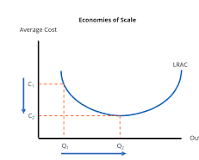 Economies of Scale
Average Cost
LRAC
C₁
C₂
Q₁
Q₂
Out